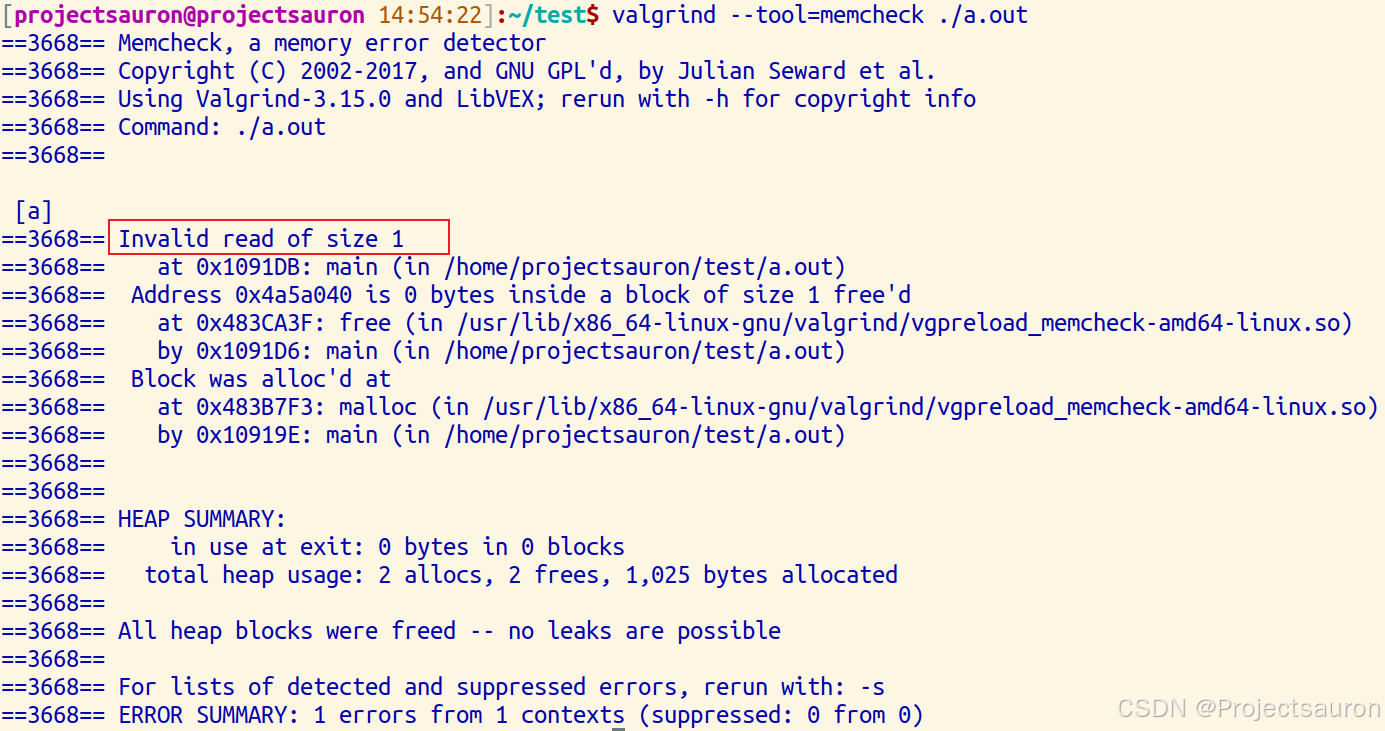 [projectsauron@projectsauron 14:54:22]:~/test$ valgrind --tool=memcheck ./a.out
==3668== Memcheck, a memory error detector
==3668== Copyright (C) 2002-2017, and GNU GPL'd, by Julian Seward et al.
==3668== Using Valgrind-3.15.0 and LibVEX; rerun with -h for copyright info
==3668== Command: ./a.out
==3668==
[a]
==3668== Invalid read of size 1
==3668==    at 0x1091DB: main (in /home/projectsauron/test/a.out)
==3668==  Address 0x4a5a040 is 0 bytes inside a block of size 1 free'd
==3668==    at 0x483CA3F: free (in /usr/lib/x86_64-linux-gnu/valgrind/vgpreload_memcheck-amd64-linux.so)
==3668==    by 0x1091D6: main (in /home/projectsauron/test/a.out)
==3668==  Block was alloc'd at
==3668==    at 0x483B7F3: malloc (in /usr/lib/x86_64-linux-gnu/valgrind/vgpreload_memcheck-amd64-linux.so)
==3668==    by 0x10919E: main (in /home/projectsauron/test/a.out)
==3668==
==3668==
==3668== HEAP SUMMARY:
==3668==     in use at exit: 0 bytes in 0 blocks
==3668==   total heap usage: 2 allocs, 2 frees, 1,025 bytes allocated
==3668==
==3668== All heap blocks were freed -- no leaks are possible
==3668==
==3668== For lists of detected and suppressed errors, rerun with: -s
==3668== ERROR SUMMARY: 1 errors from 1 contexts (suppressed: 0 from 0)
CSDN @Projectsauron